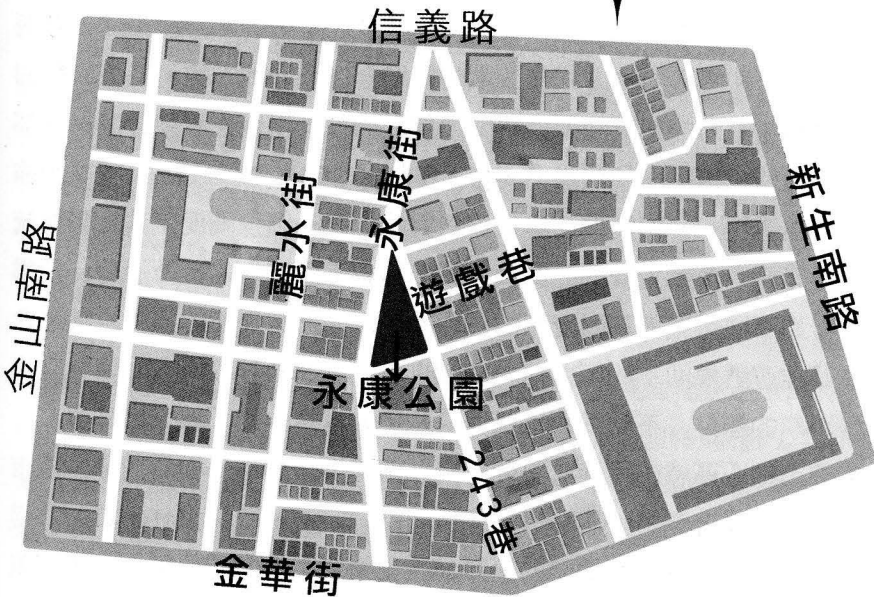 信義路
永康街
麗水街
新生南路
遊戲巷
金山南路
永康公園
243巷
金華街